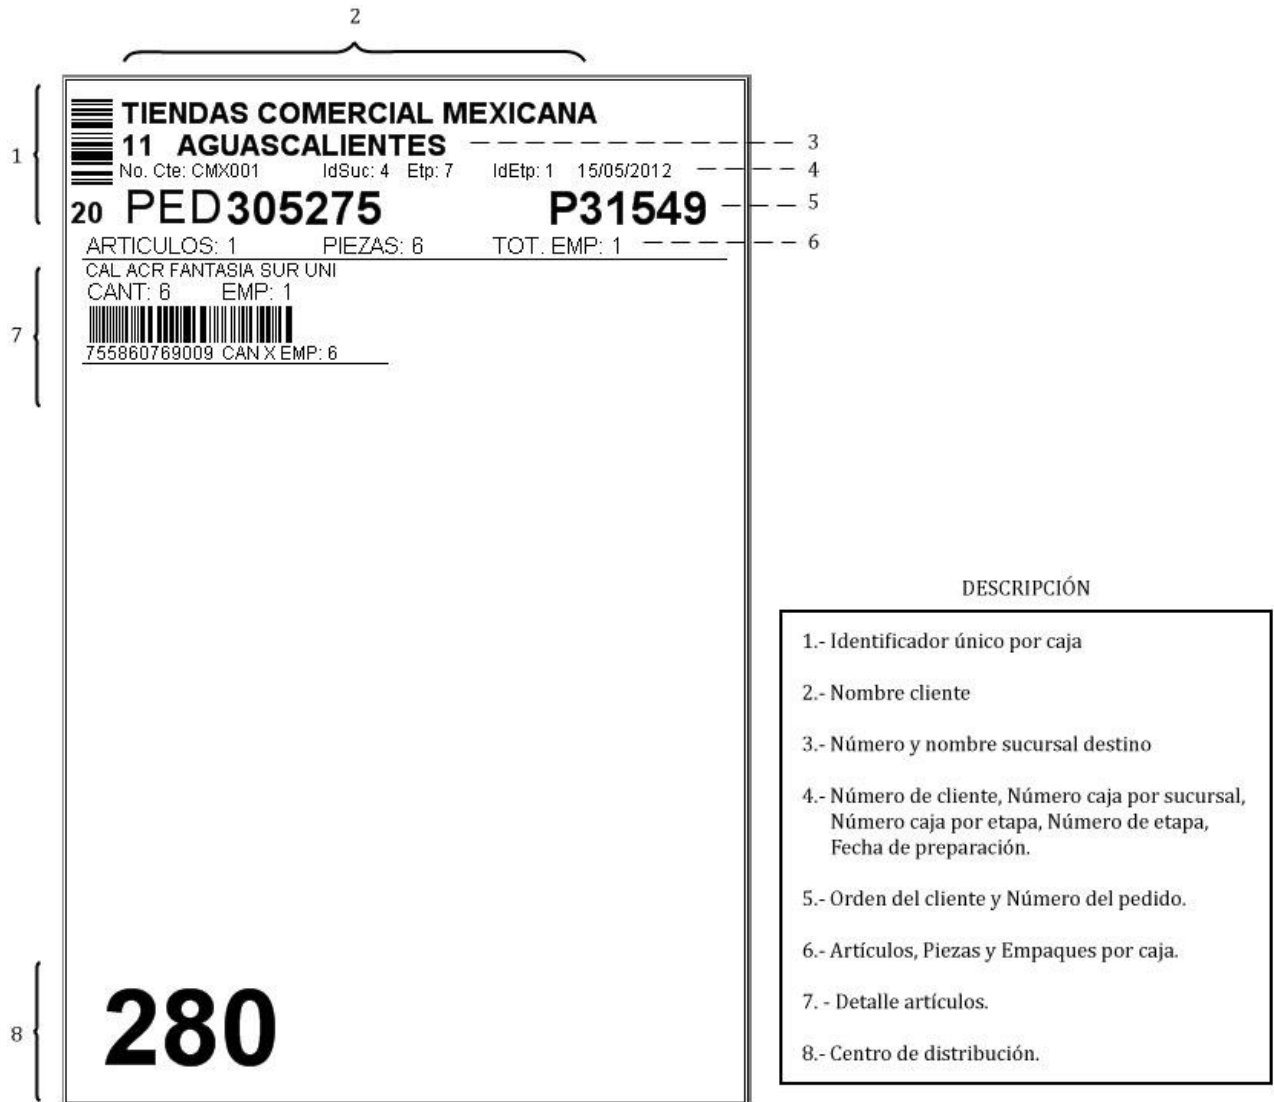 2
1
TIENDAS COMERCIAL MEXICANA
11 AGUASCALIENTES
3
No. Cte: CMX001 IdSuc: 4 Etp: 7 IdEtp: 1 15/05/2012
4
20 PED305275 P31549
5
ARTICULOS: 1 PIEZAS: 6 TOT. EMP: 1
6
CAL ACR FANTASIA SUR UNI
CANT: 6 EMP: 1
7
755860769009 CAN X EMP: 6
DESCRIPCIÓN
1.- Identificador único por caja
2.- Nombre cliente
3.- Número y nombre sucursal destino
4.- Número de cliente, Número caja por sucursal,
Número caja por etapa, Número de etapa,
Fecha de preparación.
5.- Orden del cliente y Número del pedido.
6.- Artículos, Piezas y Empaques por caja.
7. - Detalle artículos.
8.- Centro de distribución.
280
8